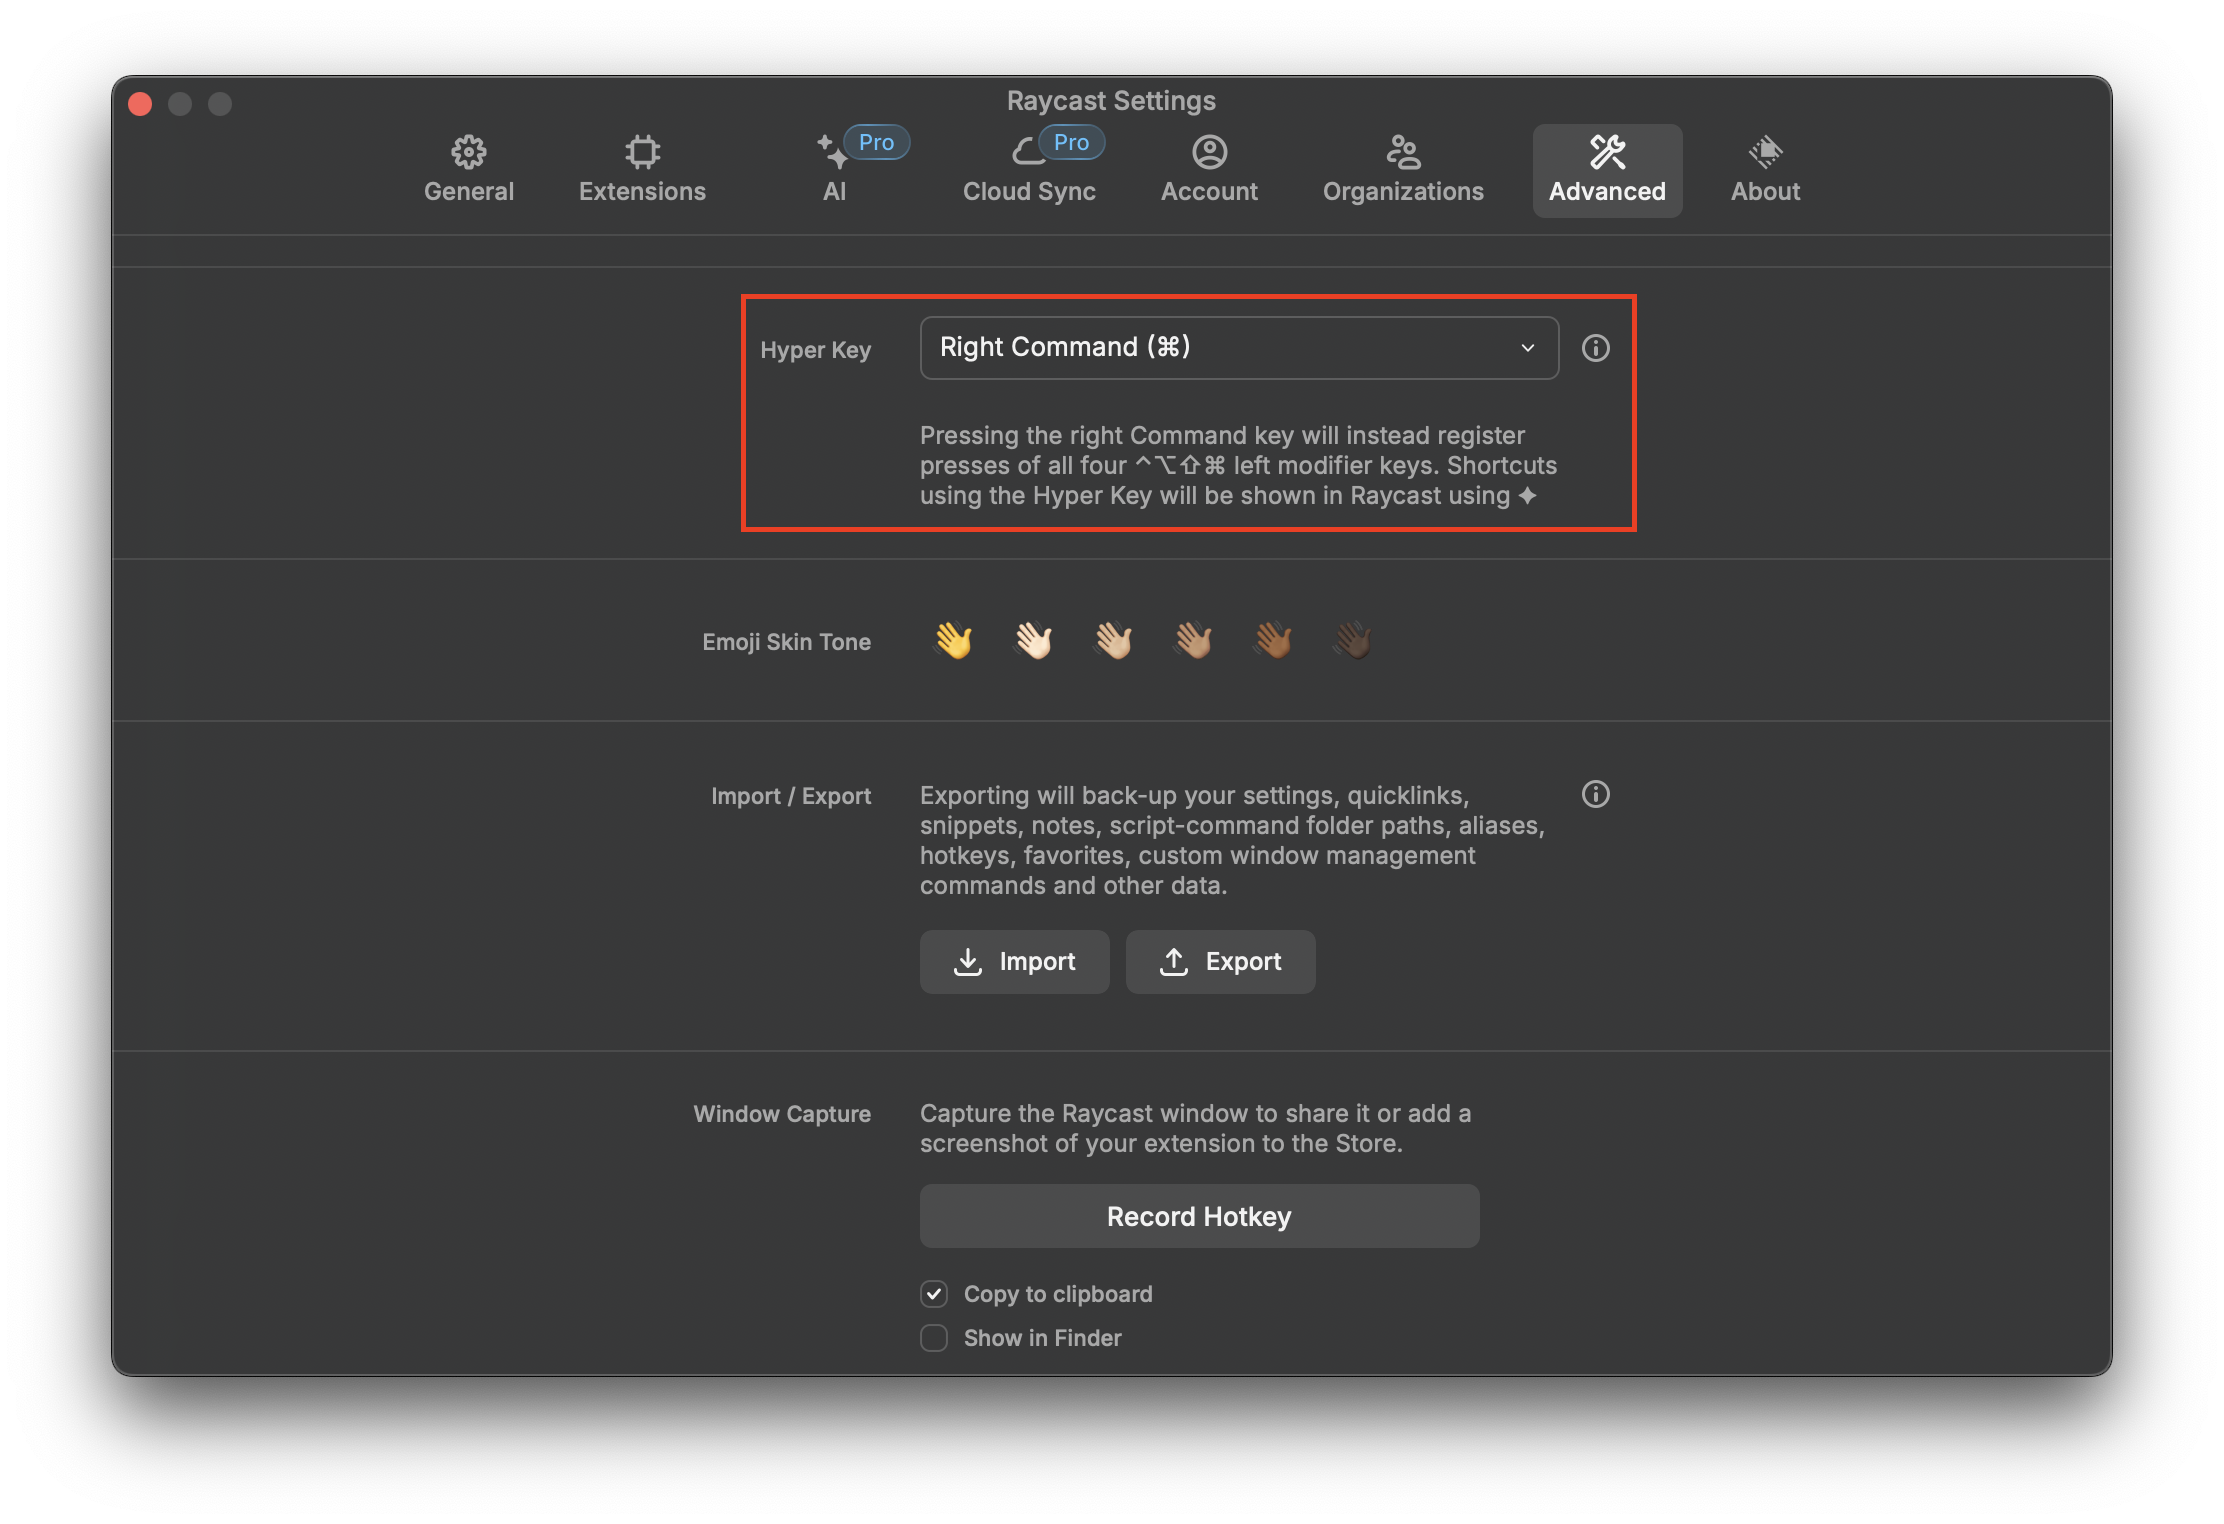 Raycast Settings
General
Extensions
AI
Pro
Cloud Sync
Pro
Account
Organizations
Advanced
About
Hyper Key
Right Command (⌘)
Pressing the right Command key will instead register
presses of all four ⌃⌥⇧⌘ left modifier keys. Shortcuts
using the Hyper Key will be shown in Raycast using ✦
Emoji Skin Tone
Import / Export
Exporting will back-up your settings, quicklinks,
snippets, notes, script-command folder paths, aliases,
hotkeys, favorites, custom window management
commands and other data.
Import
Export
Window Capture
Capture the Raycast window to share it or add a
screenshot of your extension to the Store.
Record Hotkey
Copy to clipboard
Show in Finder